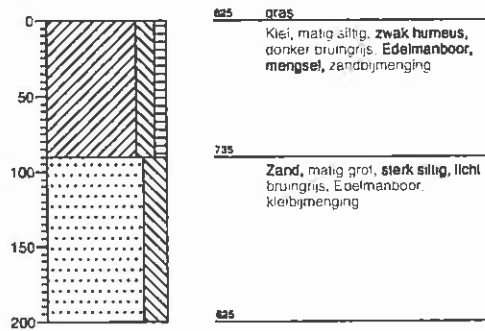 0
50
100
150
200
825 gras
Klei, matig siltig, zwak humeus,
donker bruingrijs, Edelmanboor,
mengsel, zandbijmenging
735
Zand, matig grof, sterk siltig, licht
bruingrijs, Edelmanboor,
kleibijmenging
625